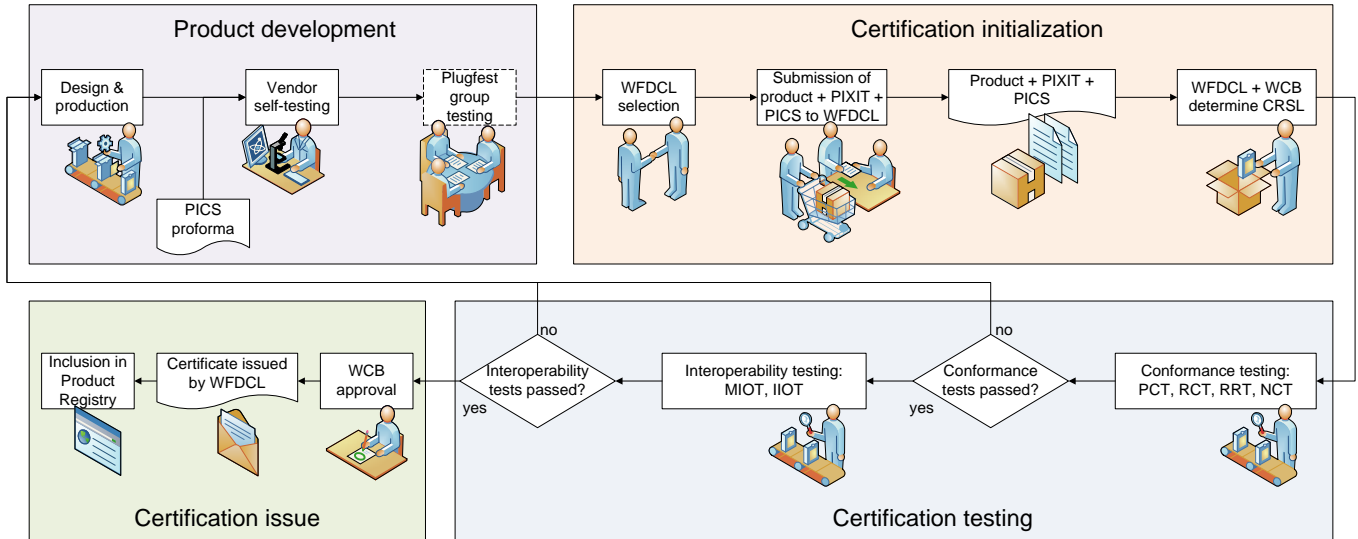 Product development
Design &
production
Vendor
self-testing
Plugfest
group
testing
PICS
proforma
Certification initialization
WFDCL
selection
Submission of
product + PIXIT +
PICS to WFDCL
Product + PIXIT +
PICS
WFDCL + WCB
determine CRSL
Conformance testing:
PCT, RCT, RRT, NCT
Conformance
tests passed?
no
yes
Interoperability testing:
MIOT, IIOT
Interoperability
tests passed?
no
yes
Certification testing
WCB
approval
Certificate issued
by WFDCL
Inclusion in
Product
Registry
Certification issue